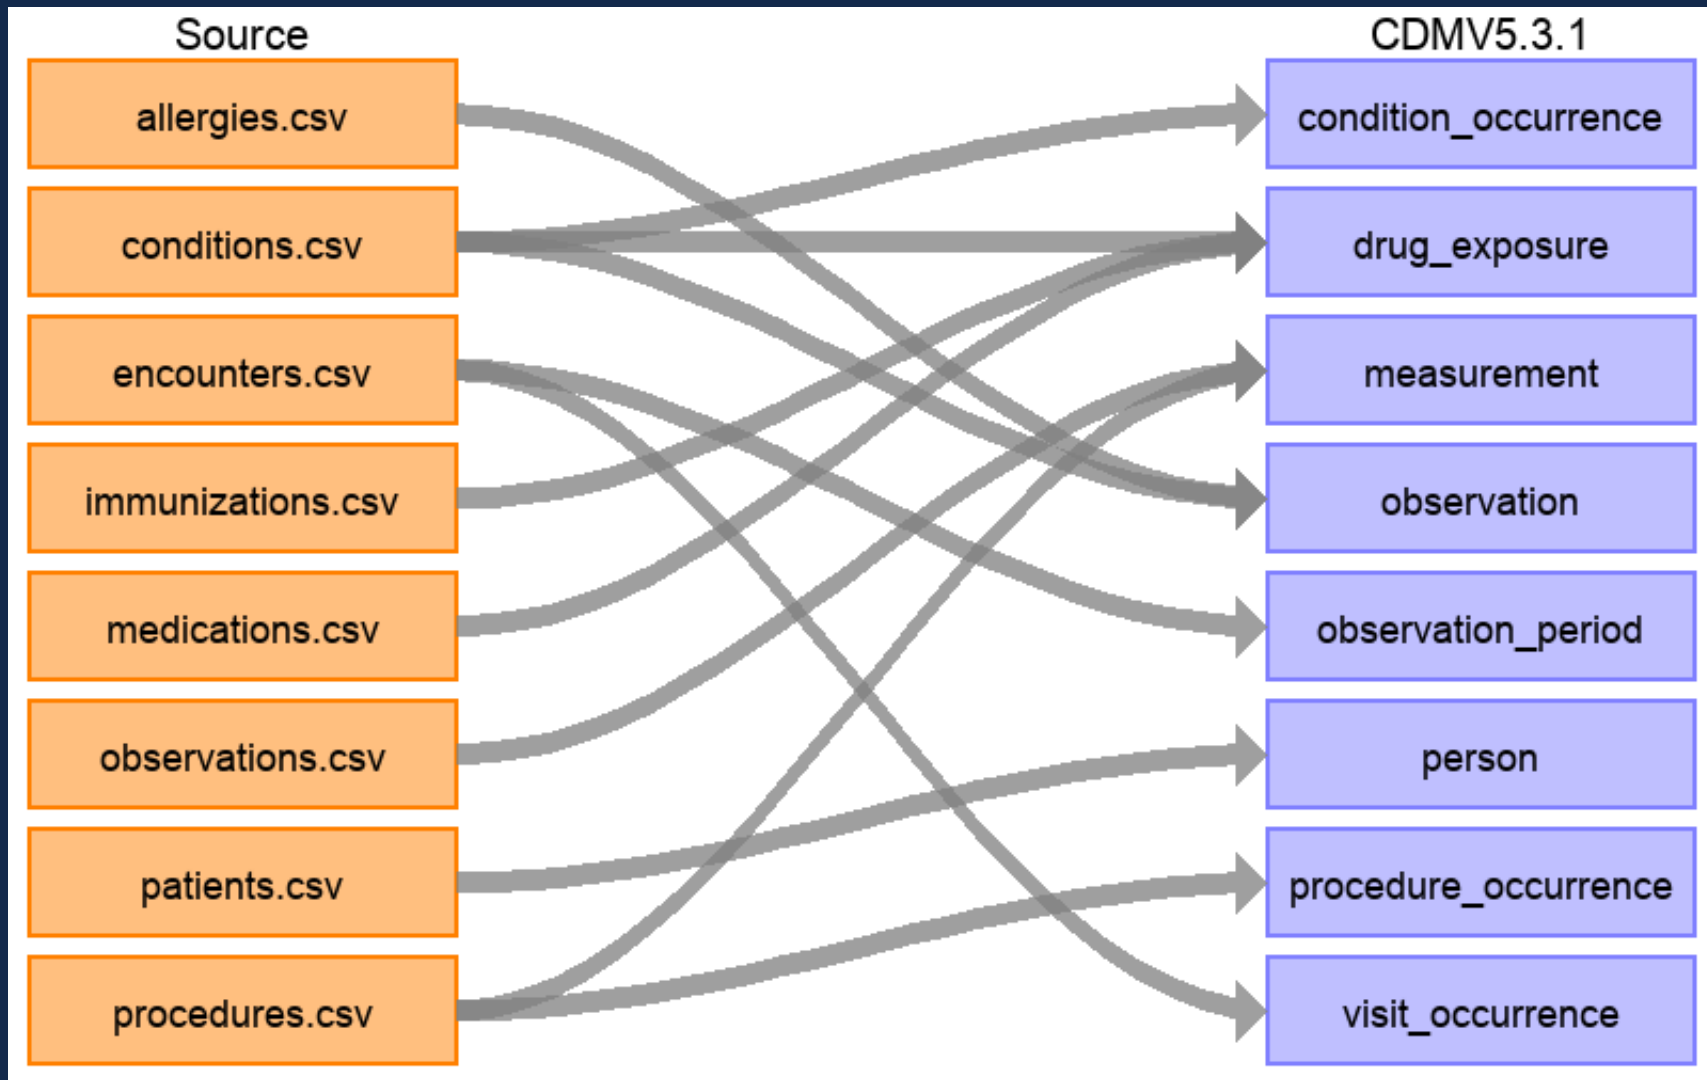 Source
CDMV5.3.1
allergies.csv
condition_occurrence
conditions.csv
drug_exposure
encounters.csv
measurement
immunizations.csv
observation
medications.csv
observation_period
observations.csv
person
patients.csv
procedure_occurrence
procedures.csv
visit_occurrence